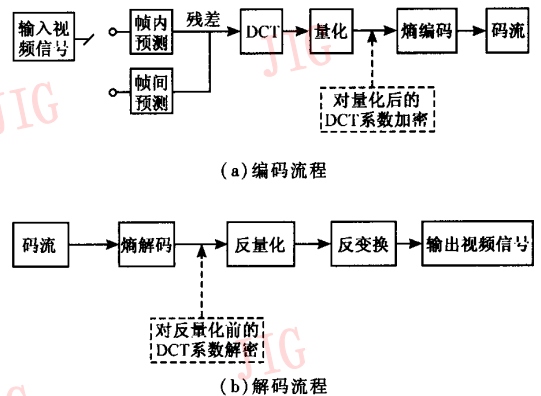 输入视
频信号
帧内
预测
残差
DCT
量化
熵编码
码流
帧间
预测
对量化后的
DCT系数加密
(a)编码流程
码流
熵解码
反量化
反变换
输出视频信号
对反量化前的
DCT系数解密
(b)解码流程
JIG
JIG
JIG